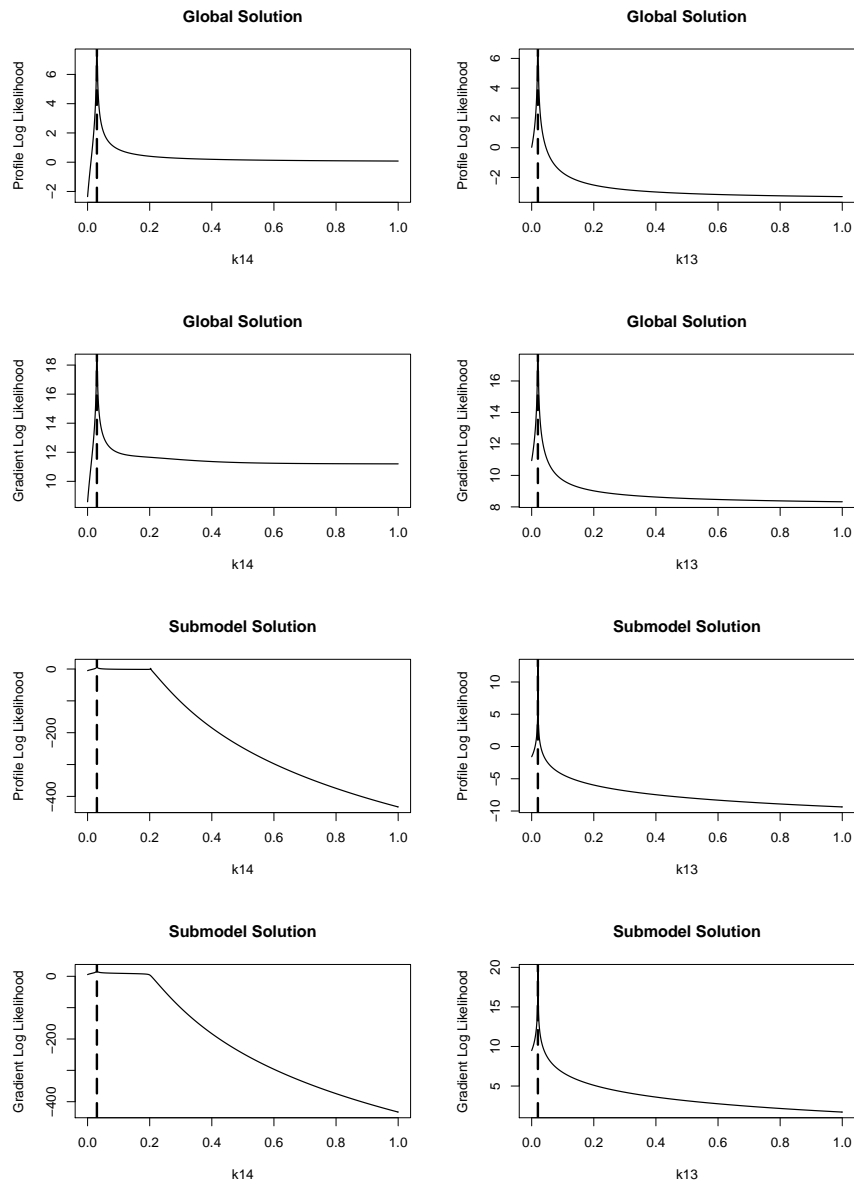 Global Solution
Profile Log Likelihood
6
4
2
0
−2
0.0 0.2 0.4 0.6 0.8 1.0
k14
Global Solution
Profile Log Likelihood
6
4
2
0
−2
0.0 0.2 0.4 0.6 0.8 1.0
k13
Global Solution
Gradient Log Likelihood
18
16
14
12
10
0.0 0.2 0.4 0.6 0.8 1.0
k14
Global Solution
Gradient Log Likelihood
16
14
12
10
8
0.0 0.2 0.4 0.6 0.8 1.0
k13
Submodel Solution
Profile Log Likelihood
0
−200
−400
0.0 0.2 0.4 0.6 0.8 1.0
k14
Submodel Solution
Profile Log Likelihood
10
5
0
−5
−10
0.0 0.2 0.4 0.6 0.8 1.0
k13
Submodel Solution
Gradient Log Likelihood
0
−200
−400
0.0 0.2 0.4 0.6 0.8 1.0
k14
Submodel Solution
Gradient Log Likelihood
20
15
10
5
0.0 0.2 0.4 0.6 0.8 1.0
k13